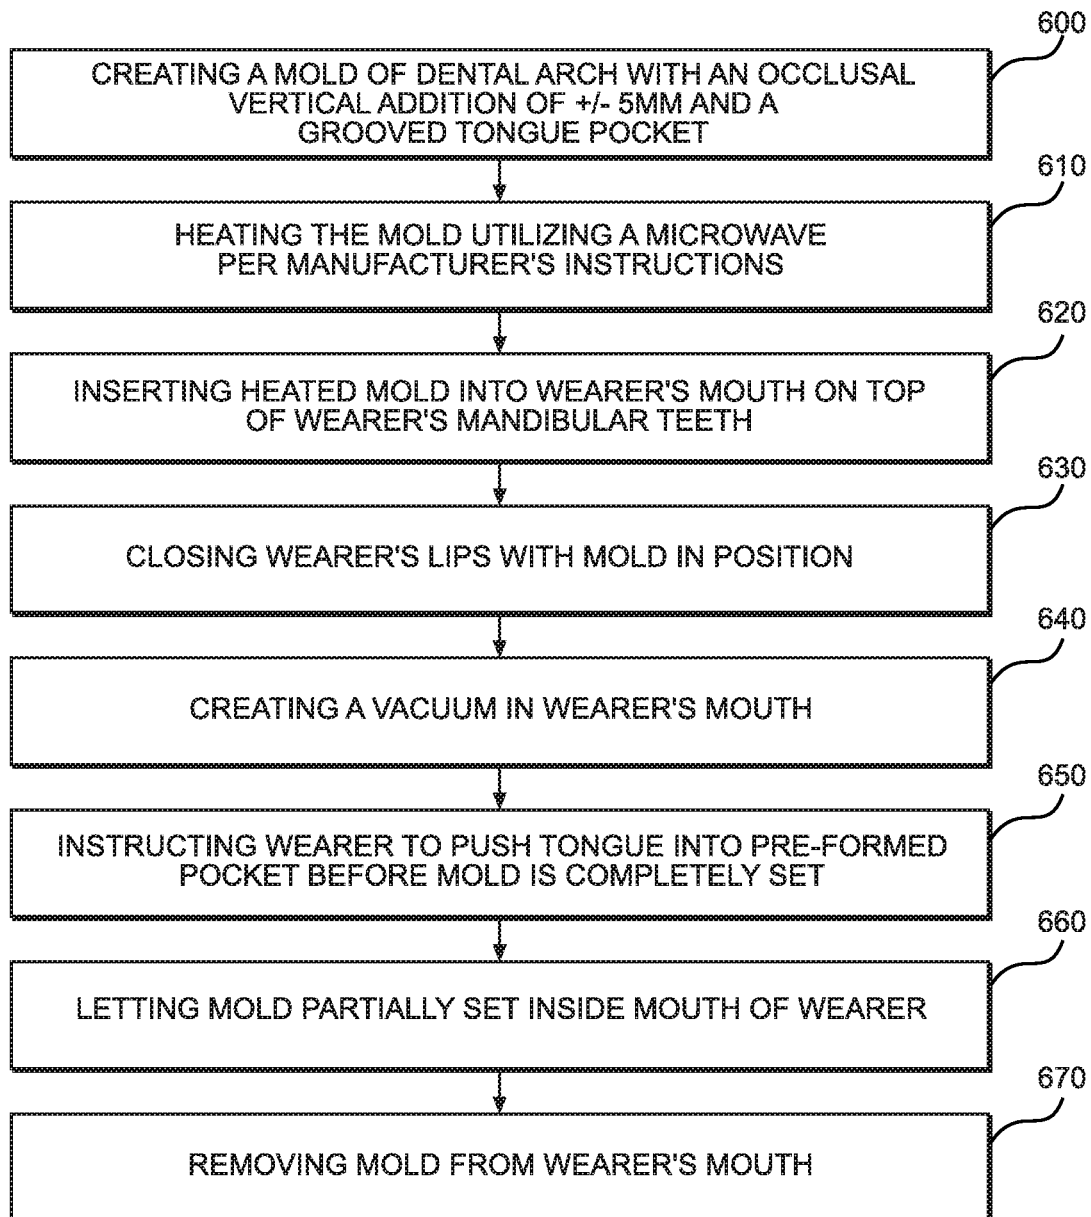 600
CREATING A MOLD OF DENTAL ARCH WITH AN OCCLUSAL
VERTICAL ADDITION OF +/- 5MM AND A
GROOVED TONGUE POCKET
610
HEATING THE MOLD UTILIZING A MICROWAVE
PER MANUFACTURER'S INSTRUCTIONS
620
INSERTING HEATED MOLD INTO WEARER'S MOUTH ON TOP
OF WEARER'S MANDIBULAR TEETH
630
CLOSING WEARER'S LIPS WITH MOLD IN POSITION
640
CREATING A VACUUM IN WEARER'S MOUTH
650
INSTRUCTING WEARER TO PUSH TONGUE INTO PRE-FORMED
POCKET BEFORE MOLD IS COMPLETELY SET
660
LETTING MOLD PARTIALLY SET INSIDE MOUTH OF WEARER
670
REMOVING MOLD FROM WEARER'S MOUTH